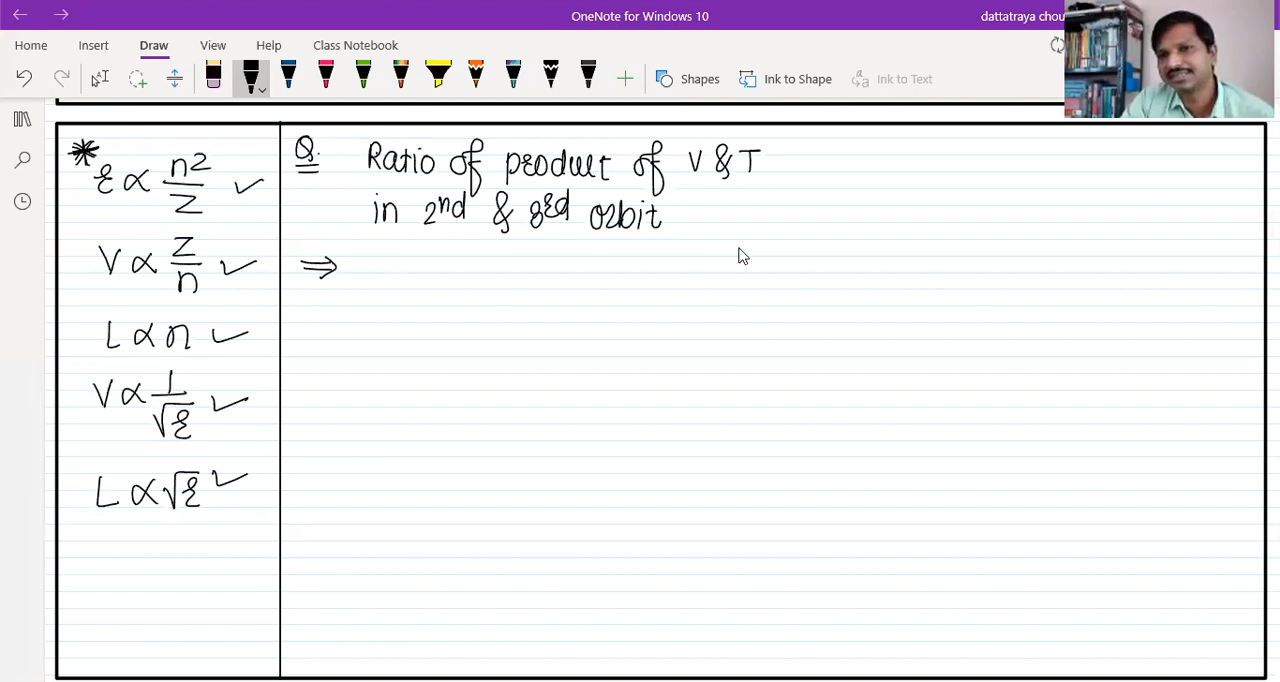 OneNote for Windows 10
dattatraya chou
Home Insert Draw View Help Class Notebook
Shapes Ink to Shape Ink to Text
r ∝ n2/Z ✓
V ∝ Z/n ✓
L ∝ n ✓
V ∝ 1/√r ✓
L ∝ √r ✓
Q. Ratio of product of V & T
in 2nd & 3rd orbit
⇒